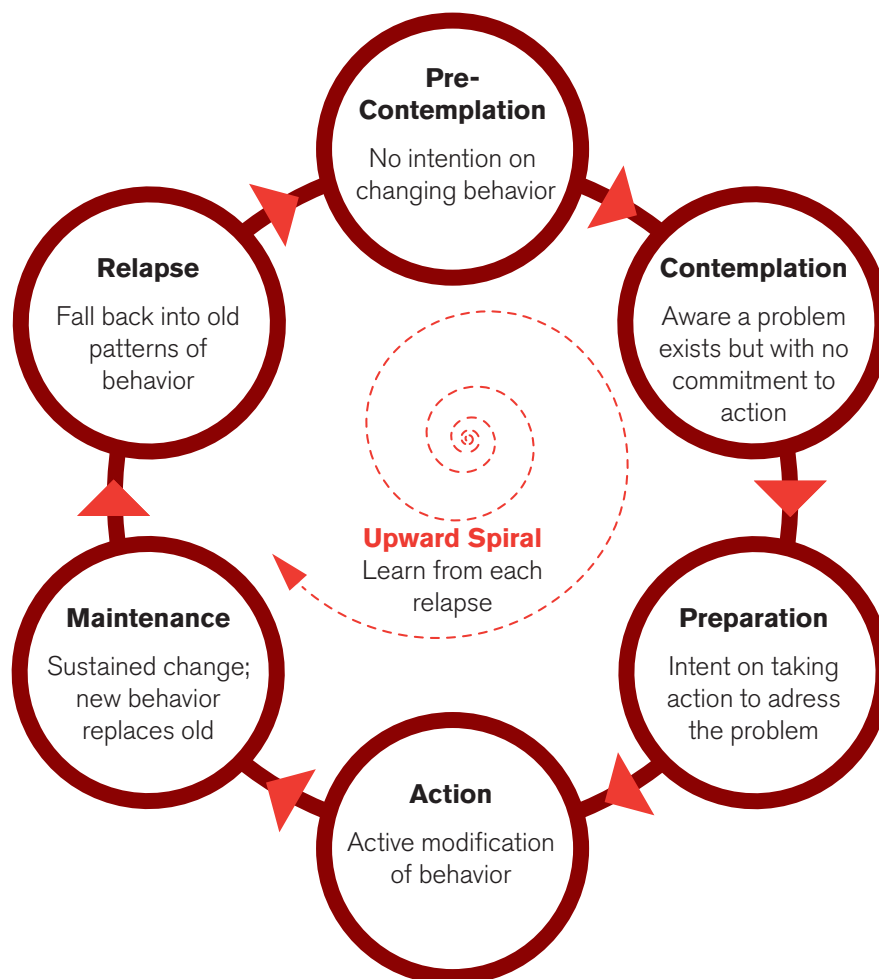 Pre-
Contemplation
No intention on
changing behavior
Contemplation
Aware a problem
exists but with no
commitment to
action
Preparation
Intent on taking
action to adress
the problem
Action
Active modification
of behavior
Maintenance
Sustained change;
new behavior
replaces old
Relapse
Fall back into old
patterns of
behavior
Upward Spiral
Learn from each
relapse